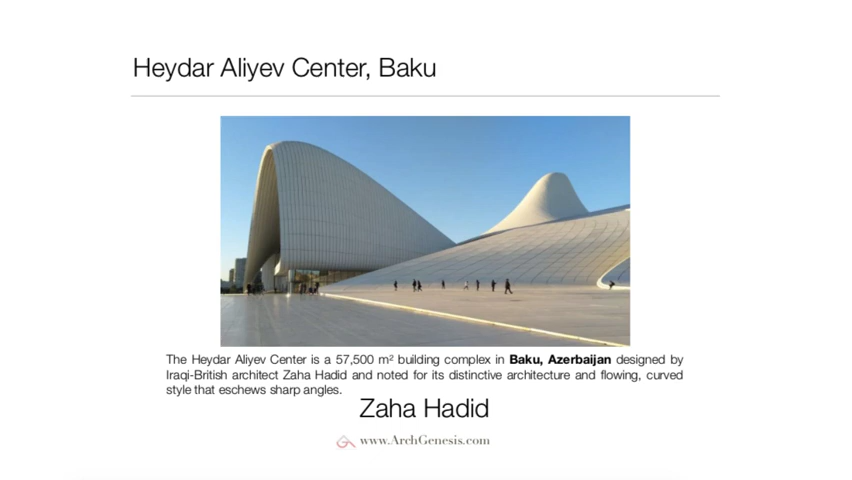 Heydar Aliyev Center, Baku
The Heydar Aliyev Center is a 57,500 m² building complex in Baku, Azerbaijan designed by
Iraqi-British architect Zaha Hadid and noted for its distinctive architecture and flowing, curved
style that eschews sharp angles.
Zaha Hadid
www.ArchGenesis.com